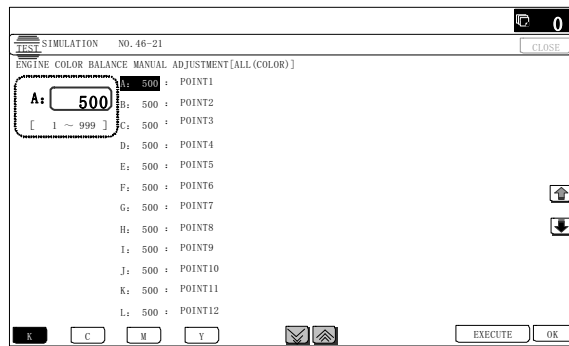 0
TEST SIMULATION NO.46-21
CLOSE
ENGINE COLOR BALANCE MANUAL ADJUSTMENT[ALL(COLOR)]
A: 500
[ 1 ~ 999 ]
A: 500 : POINT1
B: 500 : POINT2
C: 500 : POINT3
D: 500 : POINT4
E: 500 : POINT5
F: 500 : POINT6
G: 500 : POINT7
H: 500 : POINT8
I: 500 : POINT9
J: 500 : POINT10
K: 500 : POINT11
L: 500 : POINT12
K C M Y EXECUTE OK